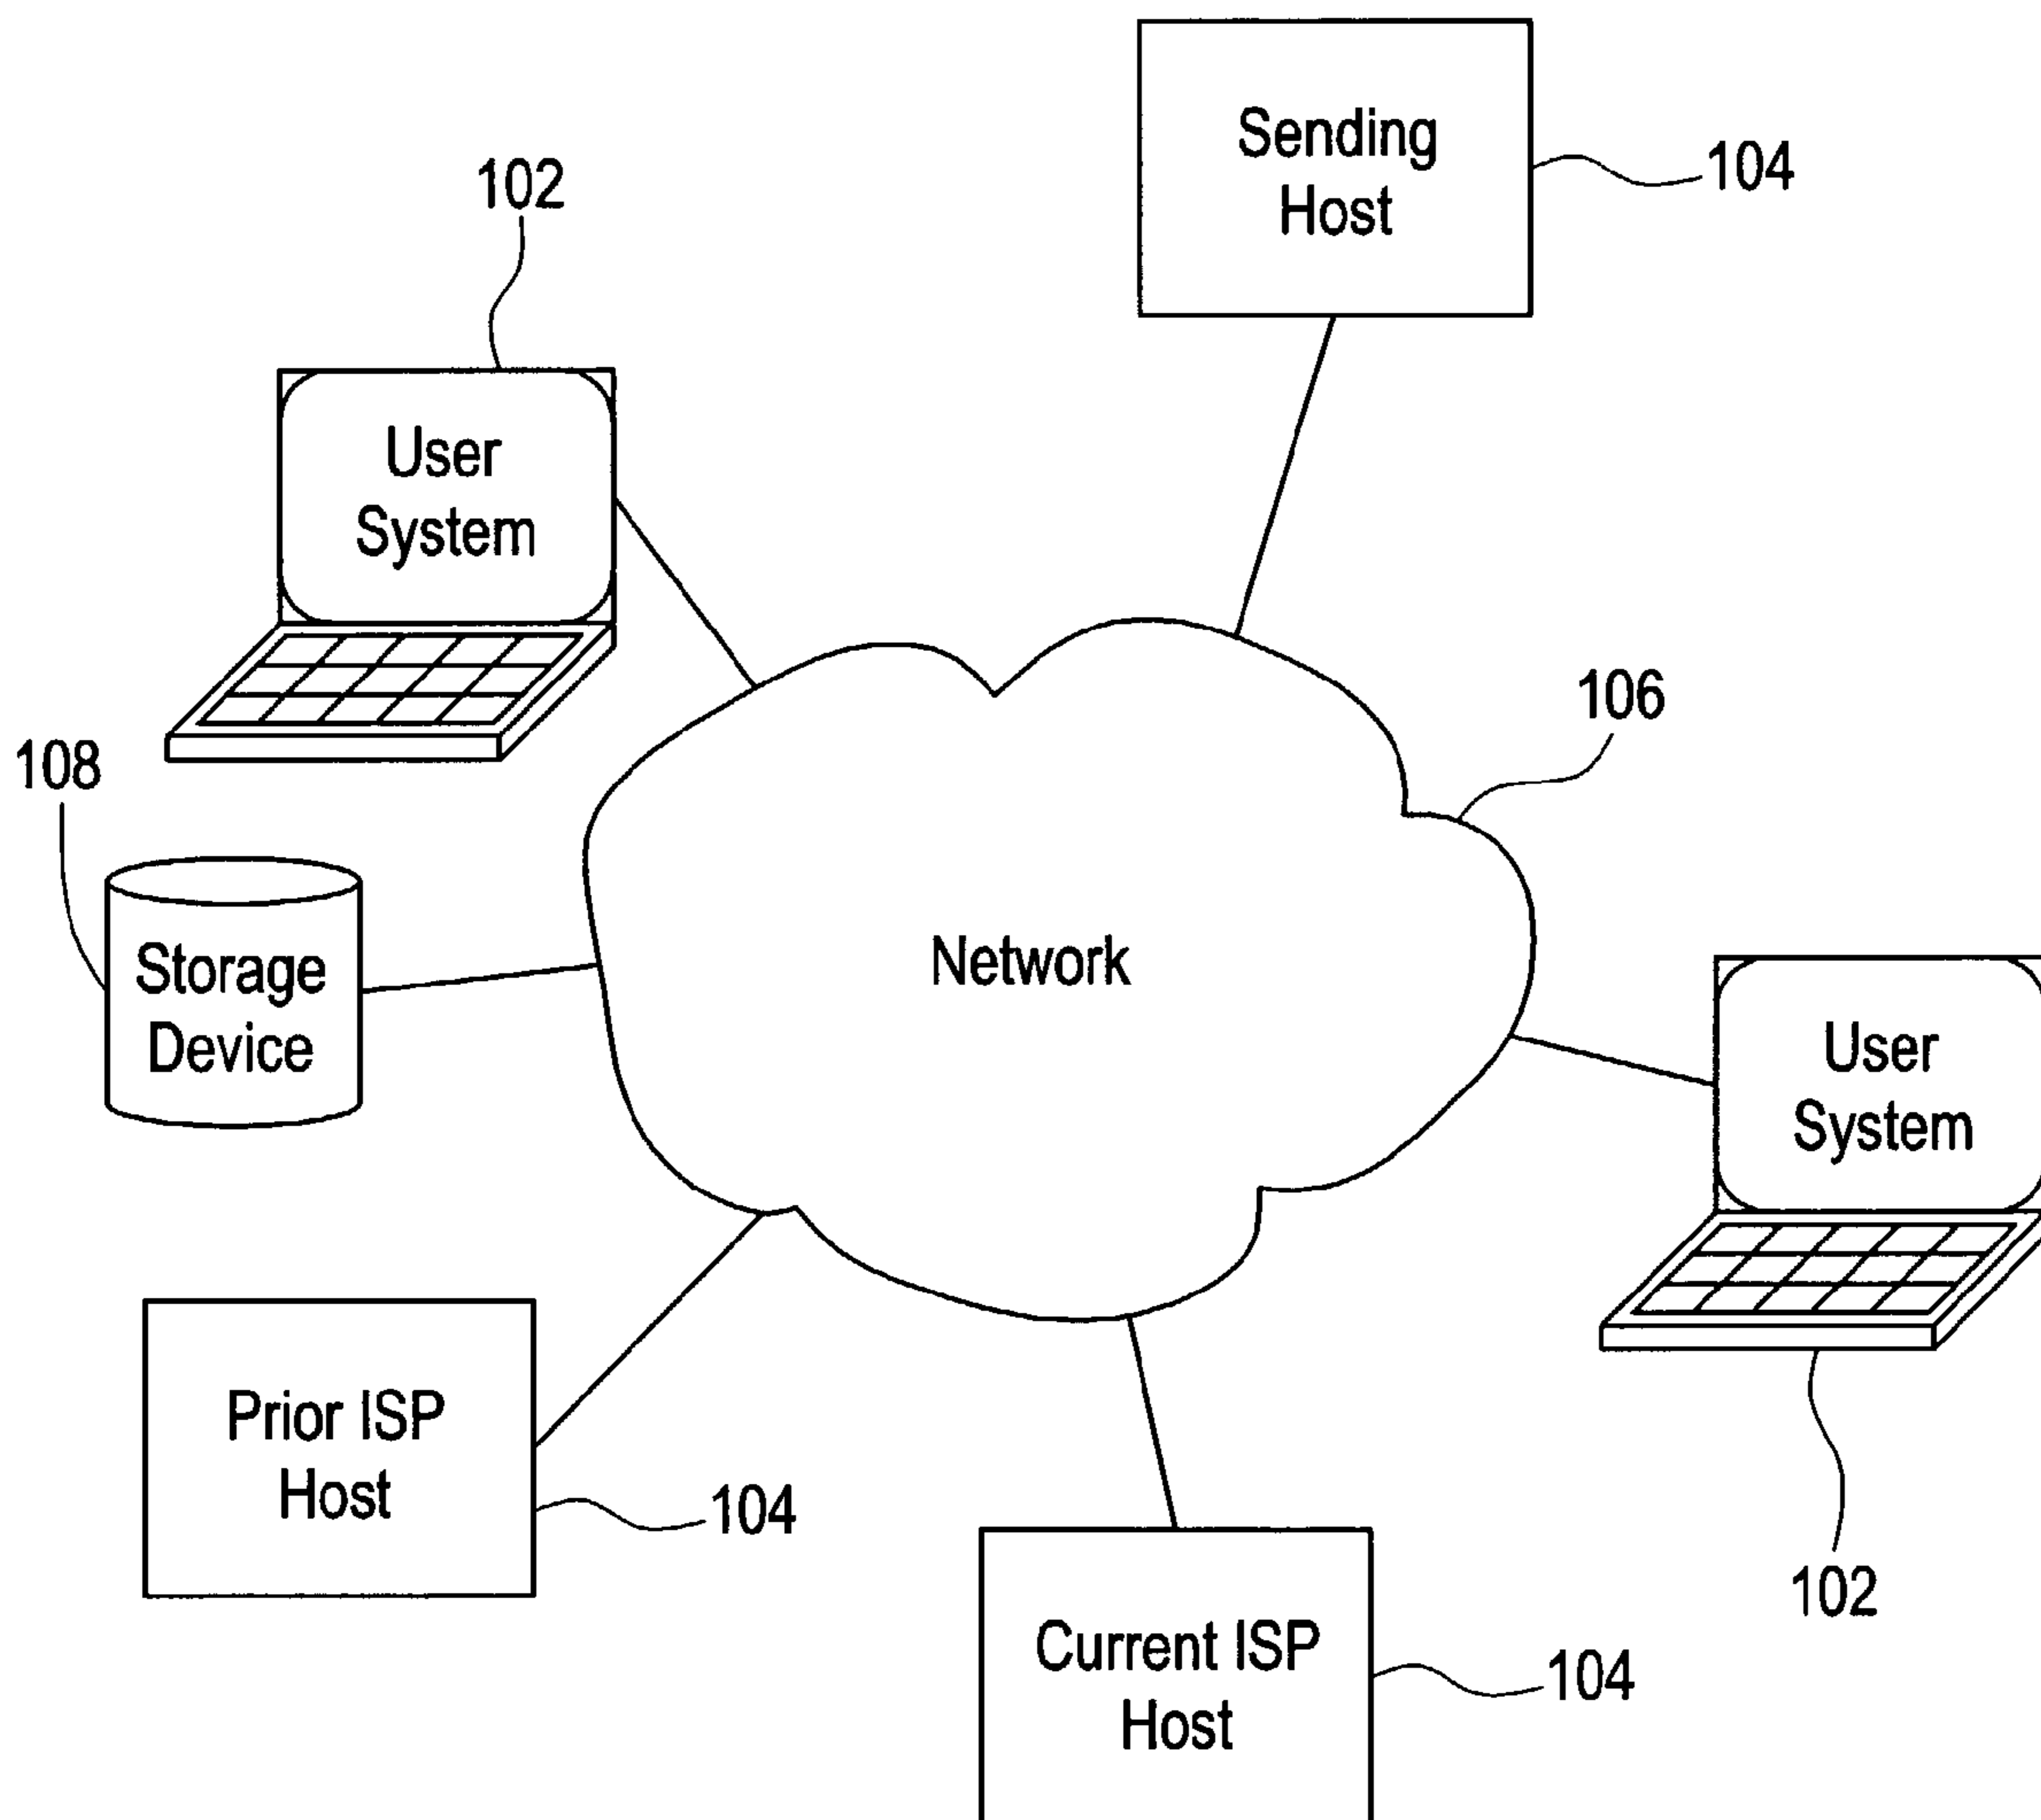 Sending
Host
104
102
User
System
106
108
Storage
Device
Network
User
System
Prior ISP
Host
104
102
Current ISP
Host
104